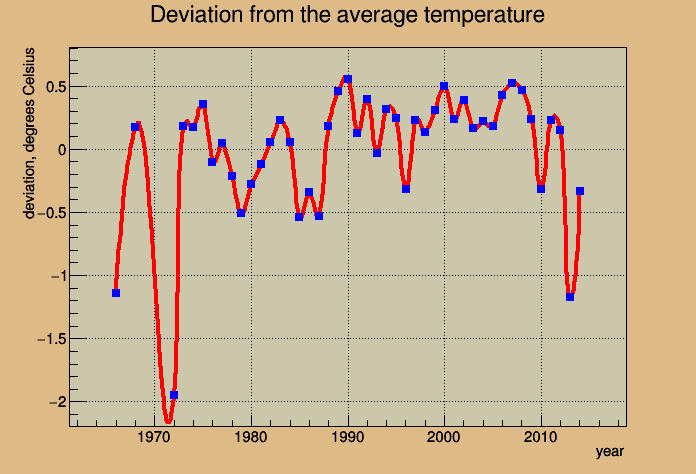 Deviation from the average temperature
deviation, degrees Celsius
0.5
0
−0.5
−1
−1.5
−2
1970 1980 1990 2000 2010
year